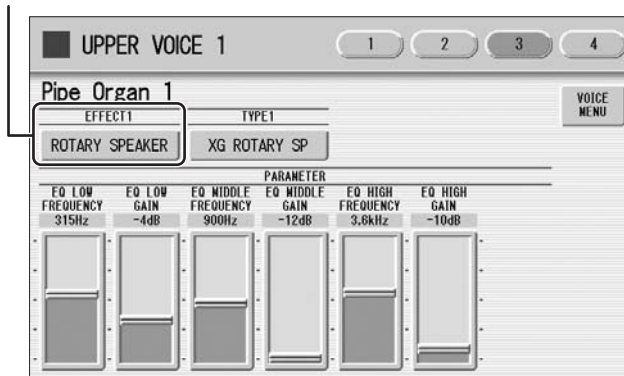 UPPER VOICE 1
1 2 3 4
Pipe Organ 1
VOICE
MENU
EFFECT1 TYPE1
ROTARY SPEAKER XG ROTARY SP
PARAMETER
EQ LOW EQ LOW EQ MIDDLE EQ MIDDLE EQ HIGH EQ HIGH
FREQUENCY GAIN FREQUENCY GAIN FREQUENCY GAIN
315Hz -4dB 900Hz -12dB 3.6kHz -10dB